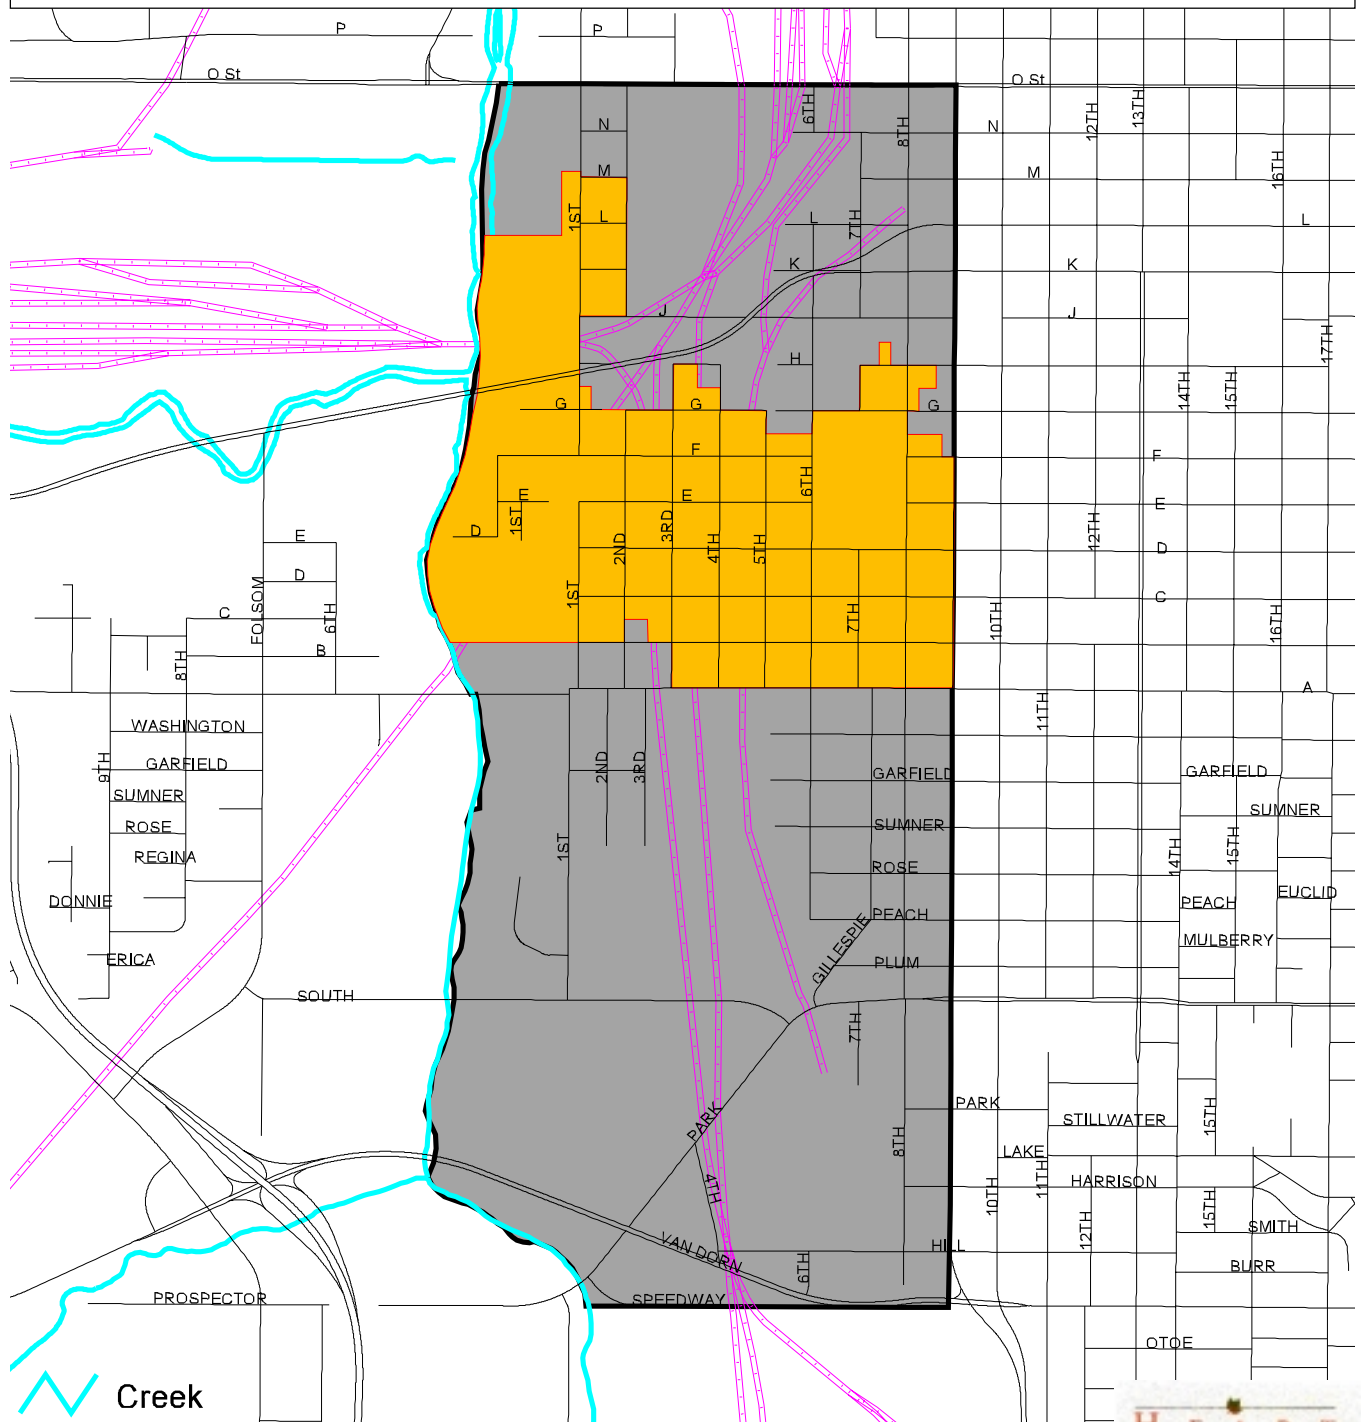 P
P
O St
O St
N
6TH
8TH
N
12TH
13TH
M
M
16TH
1ST
L
L
7TH
L
K
K
J
J
17TH
H
14TH
15TH
G
G
G
F
F
6TH
E
E
E
1ST
D
3RD
2ND
4TH
5TH
12TH
D
E
D
FOLSOM
6TH
C
1ST
7TH
10TH
C
16TH
B
8TH
A
11TH
WASHINGTON
9TH
GARFIELD
2ND
3RD
GARFIELD
GARFIELD
SUMNER
SUMNER
ROSE
SUMNER
1ST
14TH
15TH
REGINA
ROSE
DONNIE
PEACH
PEACH
EUCLID
GILLESPIE
MULBERRY
ERICA
PLUM
SOUTH
7TH
PARK
PARK
STILLWATER
15TH
8TH
LAKE
11TH
HARRISON
4TH
10TH
12TH
15TH
SMITH
VAN DORN
HILL
6TH
BURR
PROSPECTOR
SPEEDWAY
OTOE
Creek